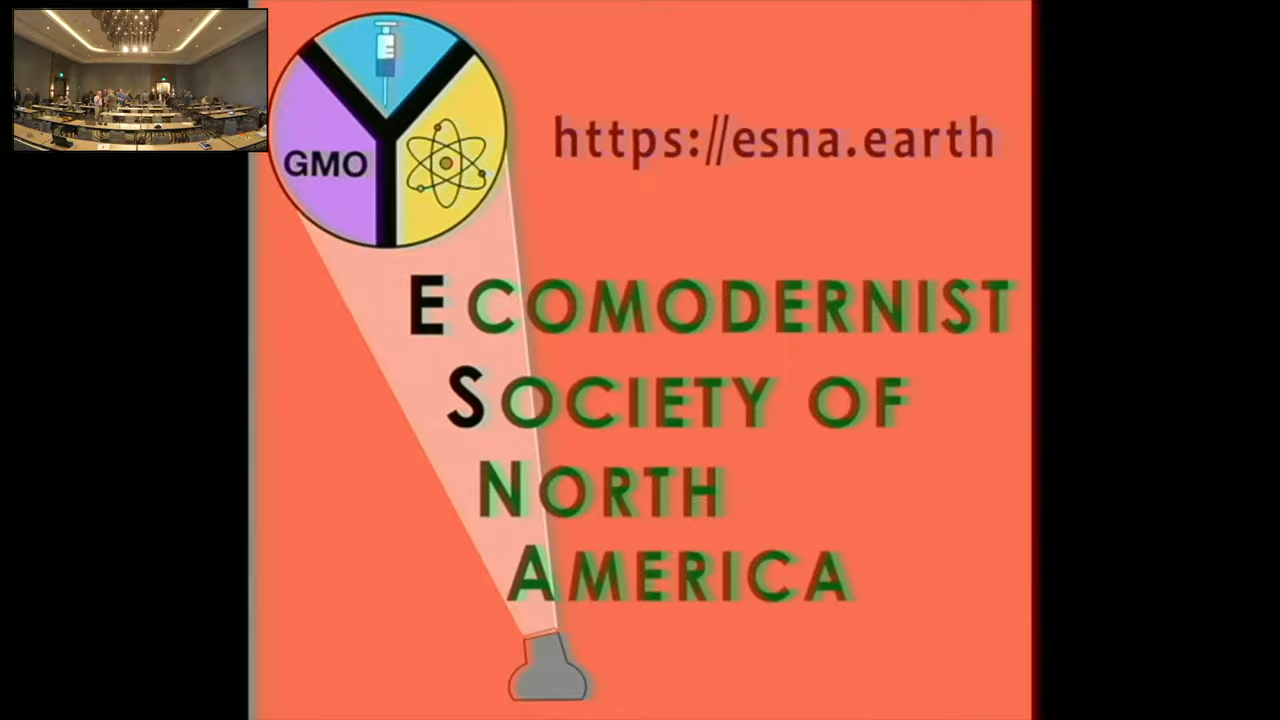 GMO
https://esna.earth
ECOMODERNIST
SOCIETY OF
NORTH
AMERICA